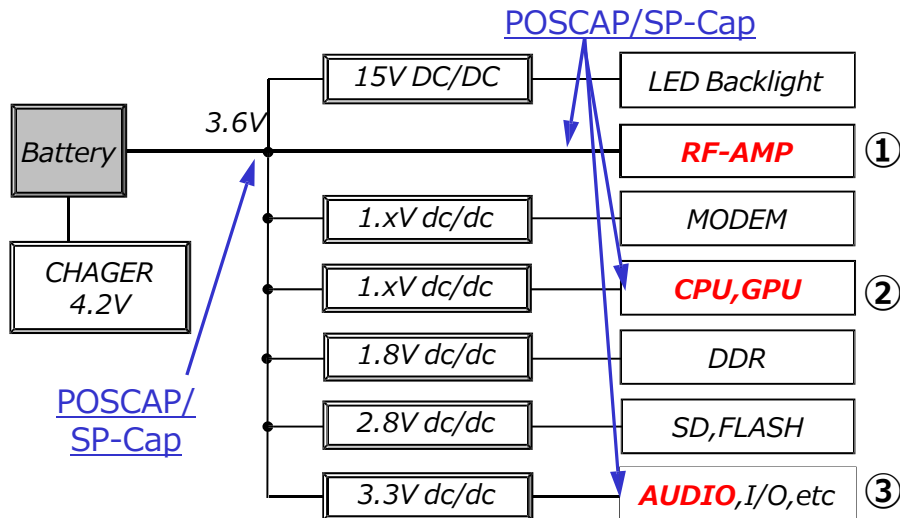 POSCAP/SP-Cap
15V DC/DC
LED Backlight
3.6V
Battery
RF-AMP
①
1.xV dc/dc
MODEM
CHAGER
4.2V
1.xV dc/dc
CPU,GPU
②
1.8V dc/dc
DDR
POSCAP/
SP-Cap
2.8V dc/dc
SD,FLASH
3.3V dc/dc
AUDIO,I/O,etc
③